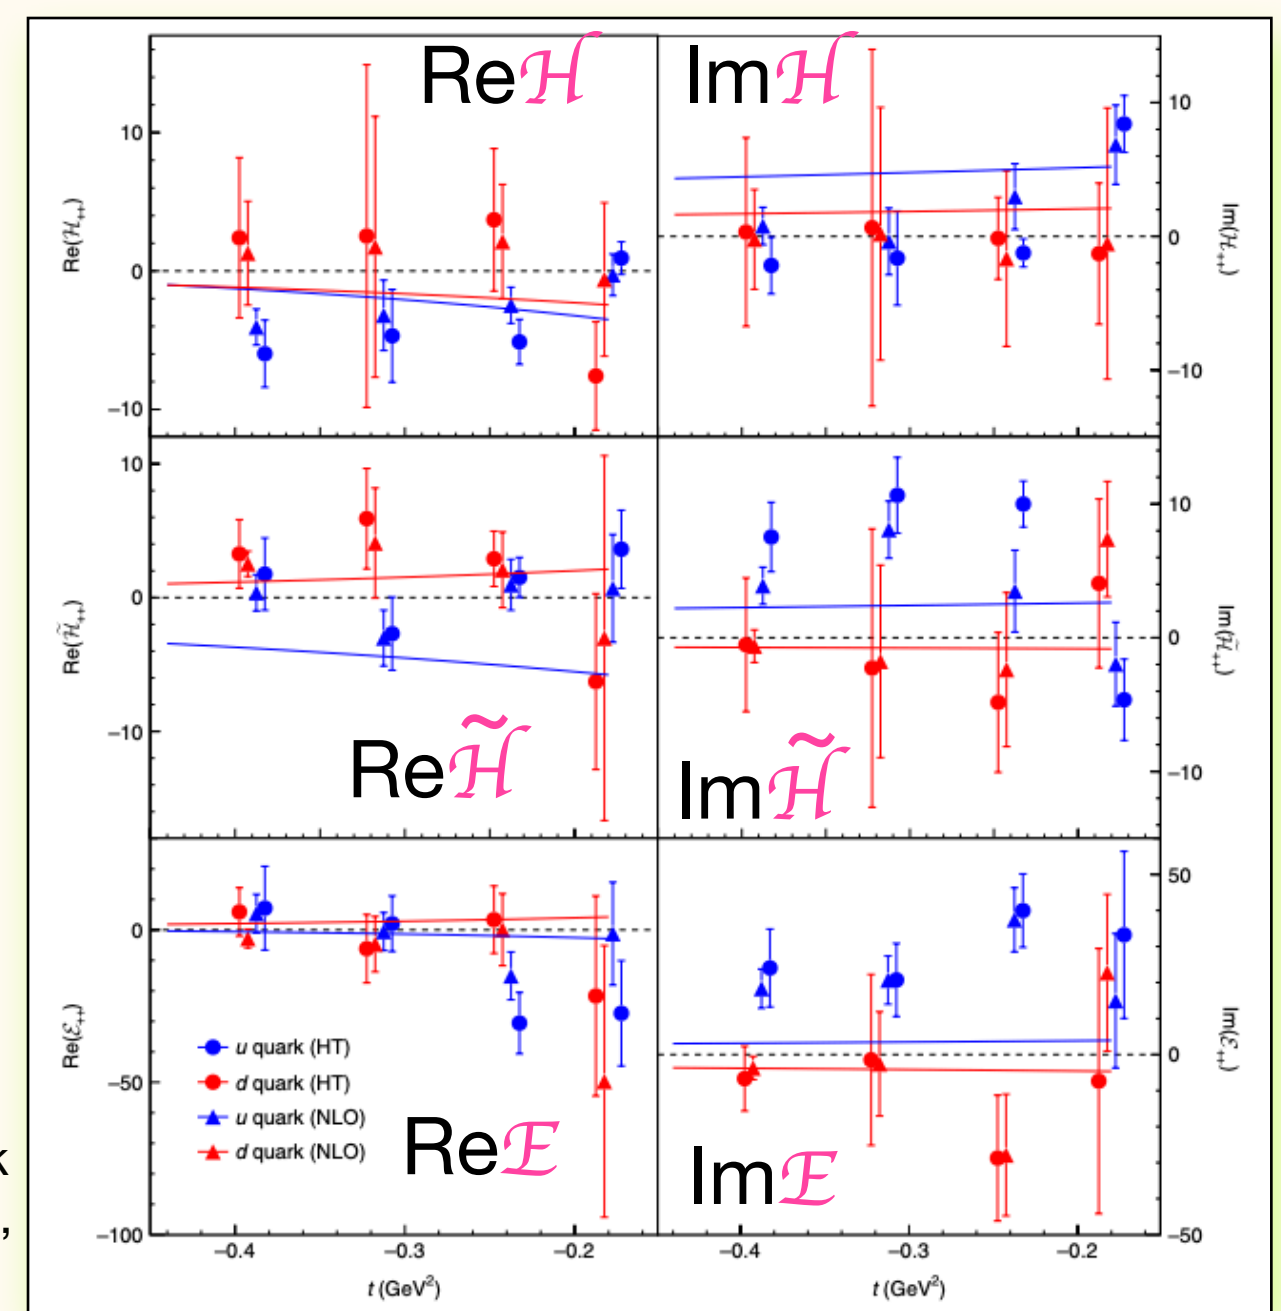 Reℋ
Imℋ
10
0
−10
Re(ℋ₊₊)
10
0
−10
Im(ℋ₊₊)
10
0
−10
Re(ℋ̃₊₊)
Reℋ̃
10
0
−10
Im(ℋ̃₊₊)
Imℋ̃
0
−50
−100
Re(ℰ₊₊)
u quark (HT)
d quark (HT)
u quark (NLO)
d quark (NLO)
Reℰ
50
0
−50
Im(ℰ₊₊)
Imℰ
−0.4 −0.3 −0.2
t (GeV²)
−0.4 −0.3 −0.2
t (GeV²)
k
,